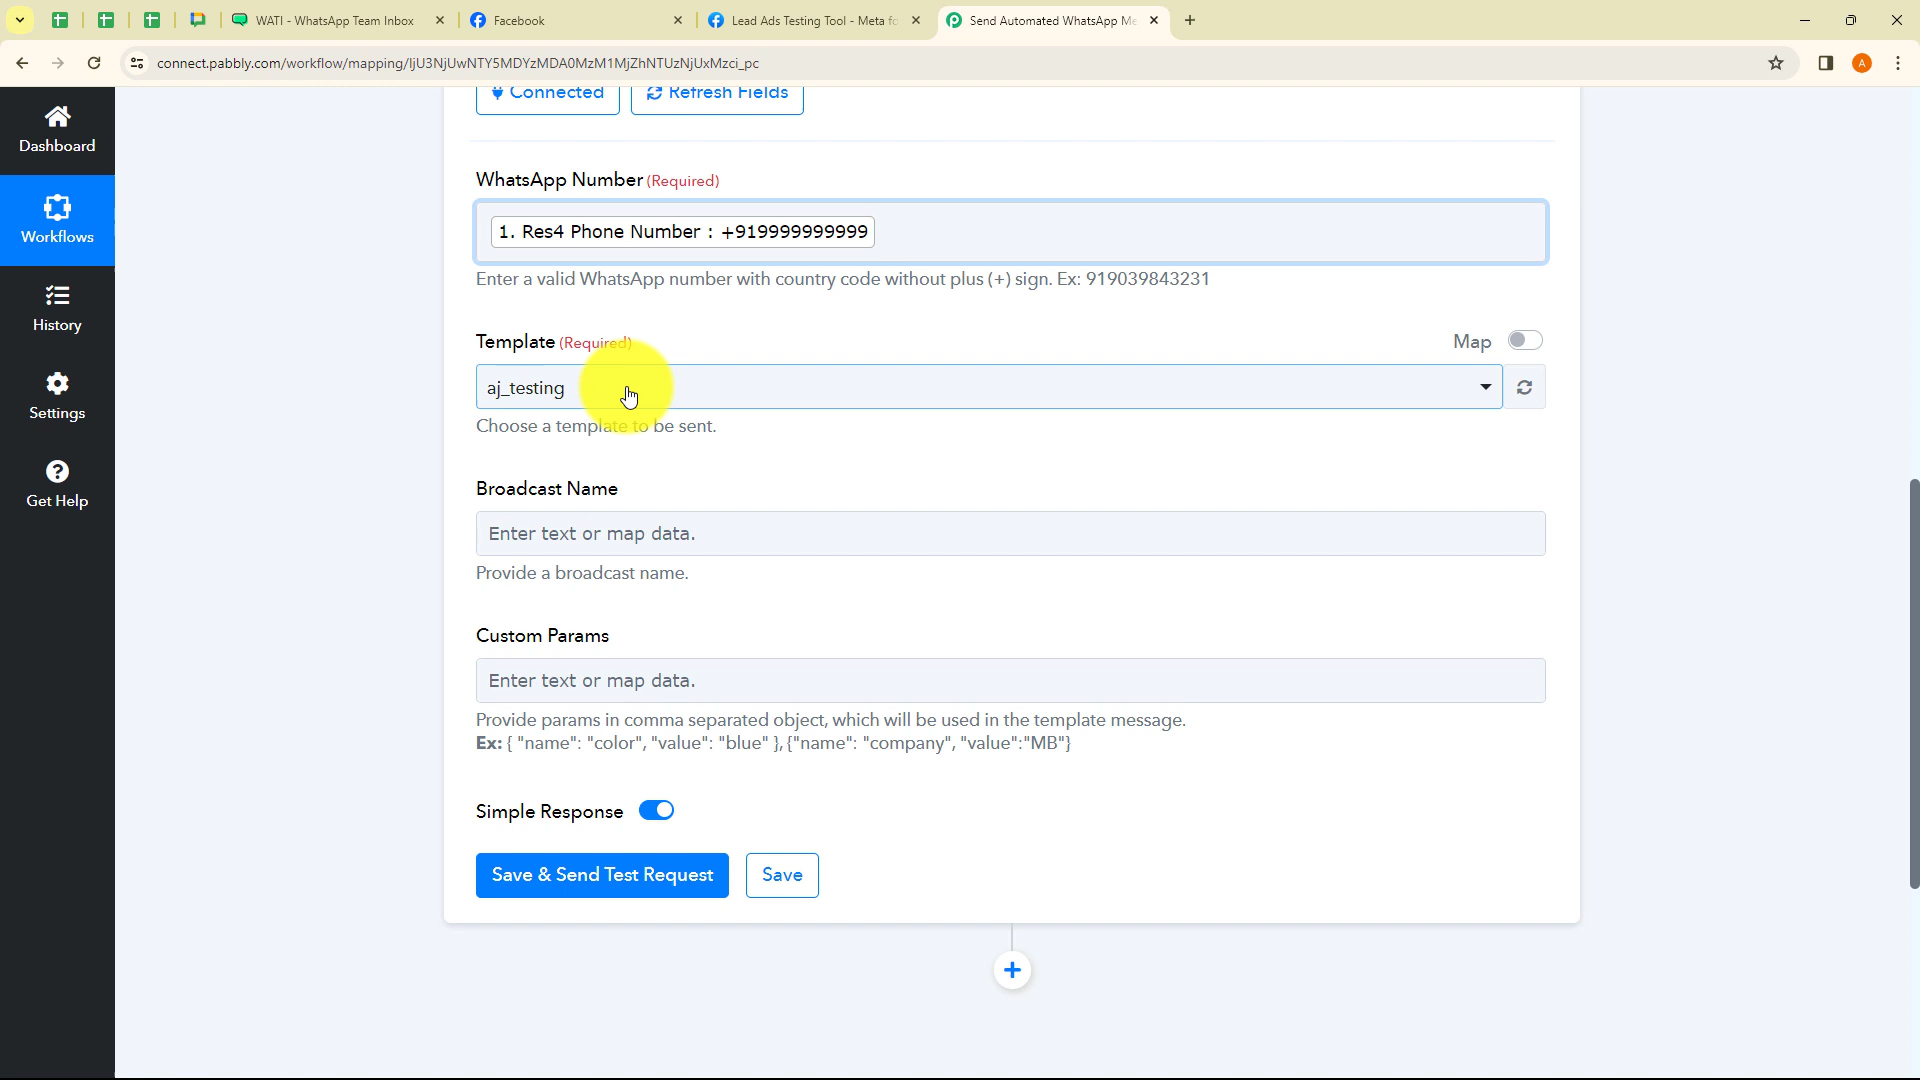 WATI - WhatsApp Team Inbox
Facebook
Lead Ads Testing Tool - Meta fo
Send Automated WhatsApp Me
connect.pabbly.com/workflow/mapping/IjU3NjUwNTY5MDYzMDA0MzM1MjZhNTUzNjUxMzci_pc
A
Connected
Refresh Fields
Dashboard
Workflows
History
Settings
Get Help
WhatsApp Number (Required)
1. Res4 Phone Number : +919999999999
Enter a valid WhatsApp number with country code without plus (+) sign. Ex: 919039843231
Template (Required)
Map
aj_testing
Choose a template to be sent.
Broadcast Name
Enter text or map data.
Provide a broadcast name.
Custom Params
Enter text or map data.
Provide params in comma separated object, which will be used in the template message.
Ex: { "name": "color", "value": "blue" }, {"name": "company", "value":"MB"}
Simple Response
Save & Send Test Request
Save